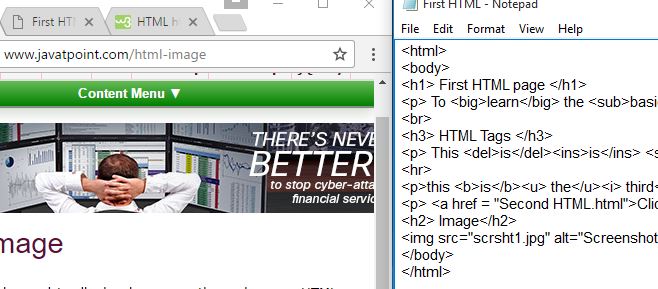 First HT
HTML h
www.javatpoint.com/html-image
Content Menu ▼
THERE'S NEVE
BETTER
to stop cyber-atta
financial servic
mage
First HTML - Notepad
File Edit Format View Help
<html>
<body>
<h1> First HTML page </h1>
<p> To <big>learn</big> the <sub>basic
<br>
<h3> HTML Tags </h3>
<p> This <del>is</del><ins>is</ins> <s
<hr>
<p>this <b>is</b><u> the</u><i> third<
<p> <a href = "Second HTML.html">Clic
<h2> Image</h2>
<img src="scrsht1.jpg" alt="Screenshot
</body>
</html>